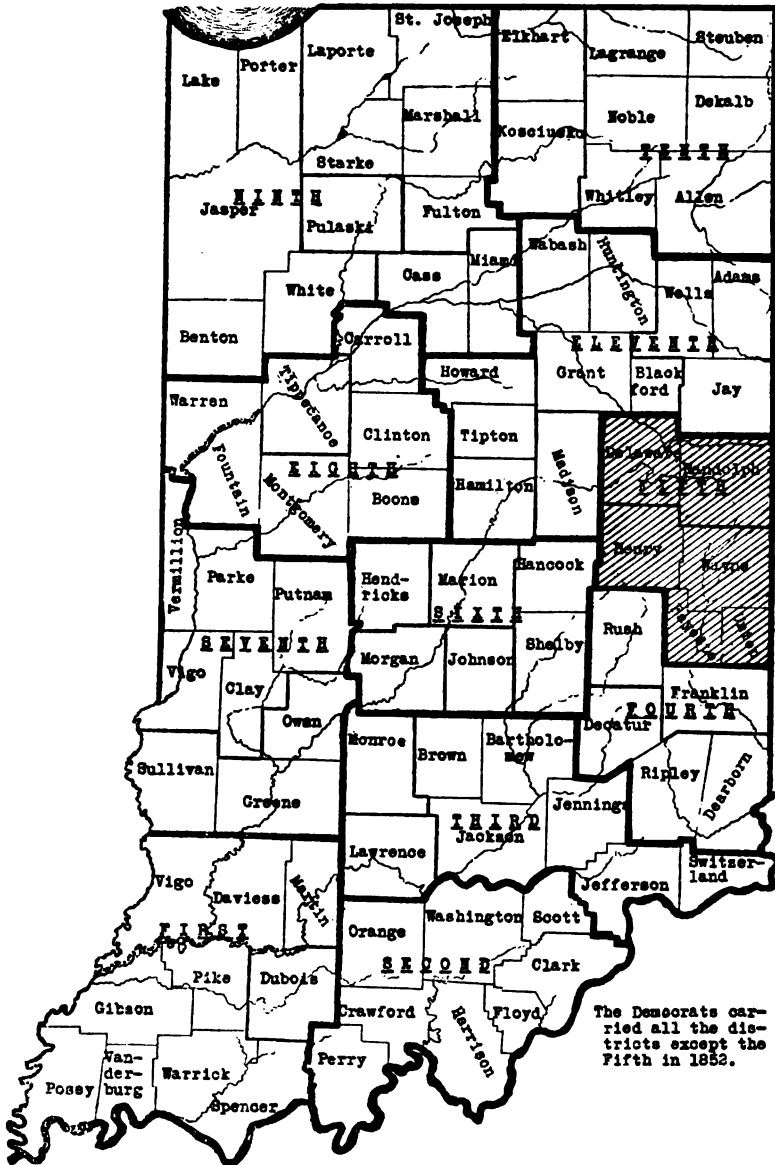 St. Joseph
Elkhart
Steuben
Laporte
Lagrange
Porter
Lake
Dekalb
Marshall
Noble
Kosciusko
TENTH
Starke
NINTH
Jasper
Whitley
Allen
Fulton
Pulaski
Wabash
Huntington
Miami
Cass
Adams
White
Wells
Benton
Carroll
ELEVENTH
Howard
Grant
Black
ford
Jay
Warren
Tippecanoe
Clinton
Tipton
Delaware
Randolph
Fountain
EIGHTH
Montgomery
Boone
Hamilton
Madison
FIFTH
Vermillion
Henry
Wayne
Parke
Putnam
Hend-
ricks
Marion
Hancock
SIXTH
Rush
Fayette
Union
SEVENTH
Vigo
Morgan
Johnson
Shelby
Clay
Franklin
Owen
Decatur
FOURTH
Monroe
Brown
Bartholo-
mew
Sullivan
Ripley
Dearborn
Greene
Jennings
THIRD
Jackson
Lawrence
Switzer-
land
Vigo
Daviess
Martin
Jefferson
Washington
Scott
FIRST
Orange
SECOND
Clark
Pike
Dubois
Gibson
Crawford
Harrison
Floyd
The Democrats car-
ried all the dis-
tricts except the
Fifth in 1852.
Van-
der-
burg
Posey
Warrick
Perry
Spencer